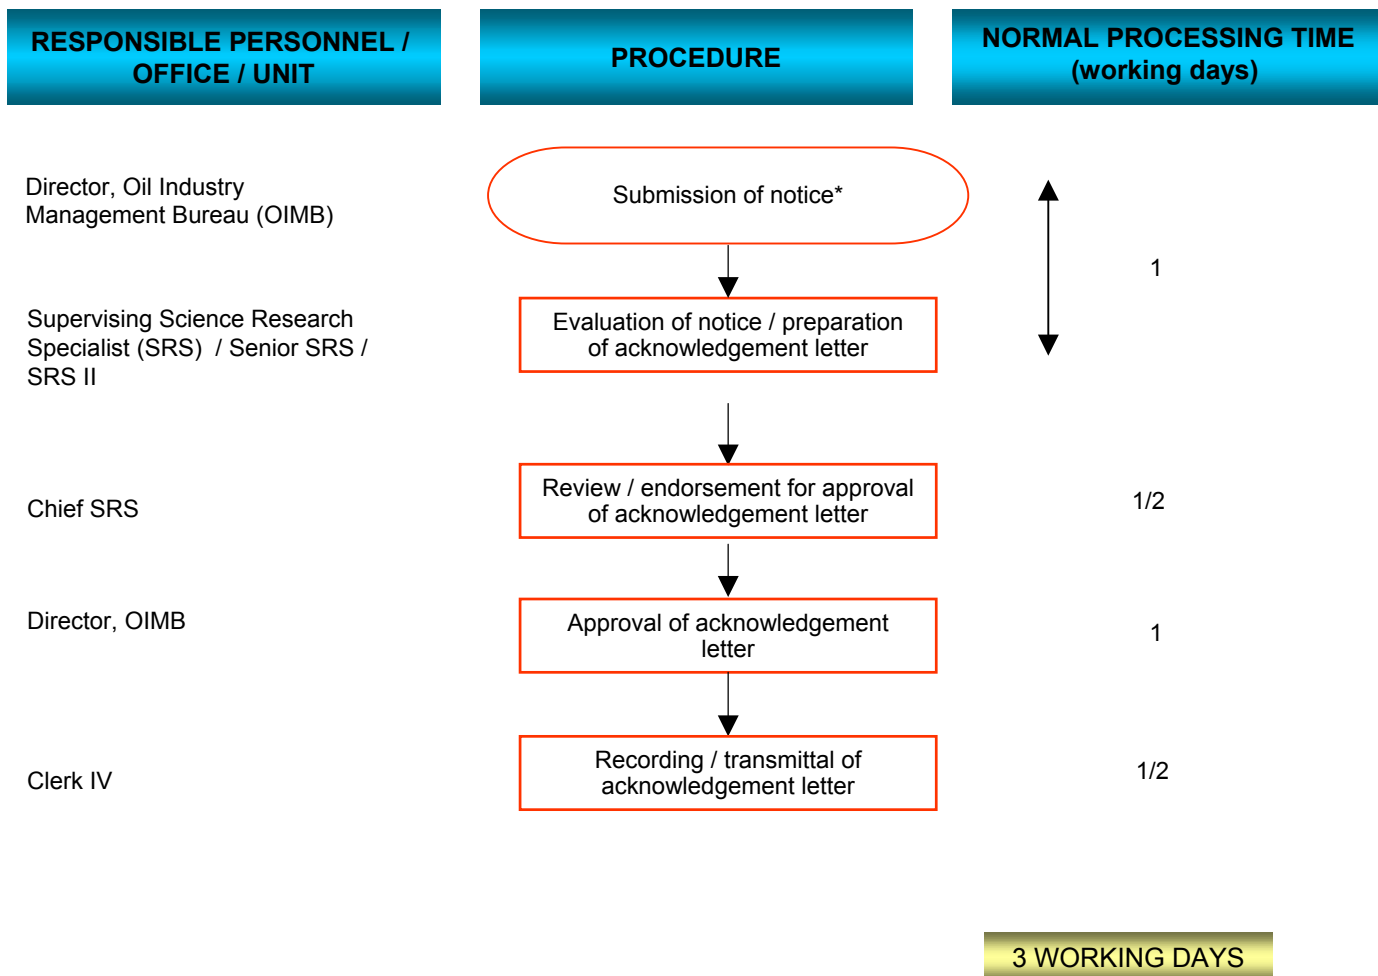 RESPONSIBLE PERSONNEL /
OFFICE / UNIT
PROCEDURE
NORMAL PROCESSING TIME
(working days)
Director, Oil Industry
Management Bureau (OIMB)
Submission of notice*
1
Supervising Science Research
Specialist (SRS)  / Senior SRS /
SRS II
Evaluation of notice / preparation
of acknowledgement letter
Chief SRS
Review / endorsement for approval
of acknowledgement letter
1/2
Director, OIMB
Approval of acknowledgement
letter
1
Clerk IV
Recording / transmittal of
acknowledgement letter
1/2
3 WORKING DAYS